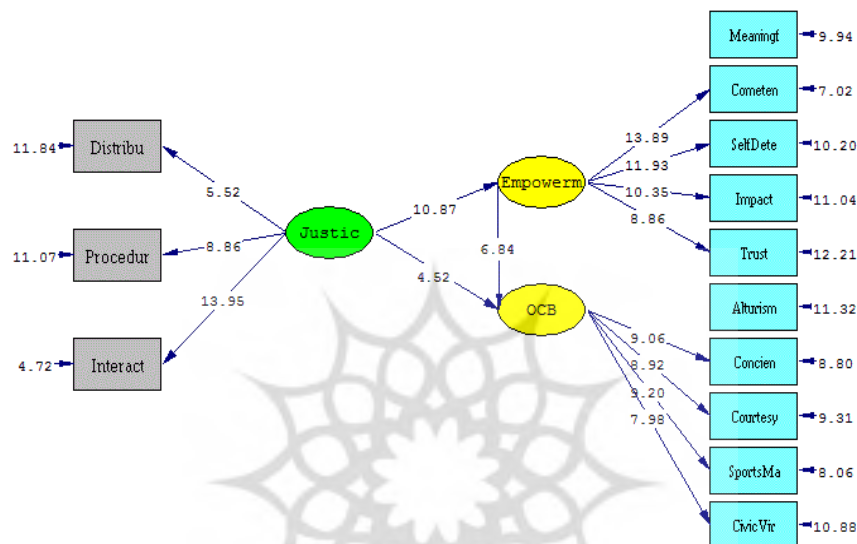 Meaningf
9.94
Cometen
7.02
13.89
11.84
Distribu
SelfDete
10.20
11.93
Empowerm
10.35
5.52
Impact
11.04
10.87
8.86
Justic
8.86
11.07
Procedur
6.84
Trust
12.21
4.52
13.95
OCB
Alturism
11.32
9.06
4.72
Interact
Concien
8.80
8.92
9.20
7.98
Courtesy
9.31
SportsMa
8.06
CivicVir
10.88